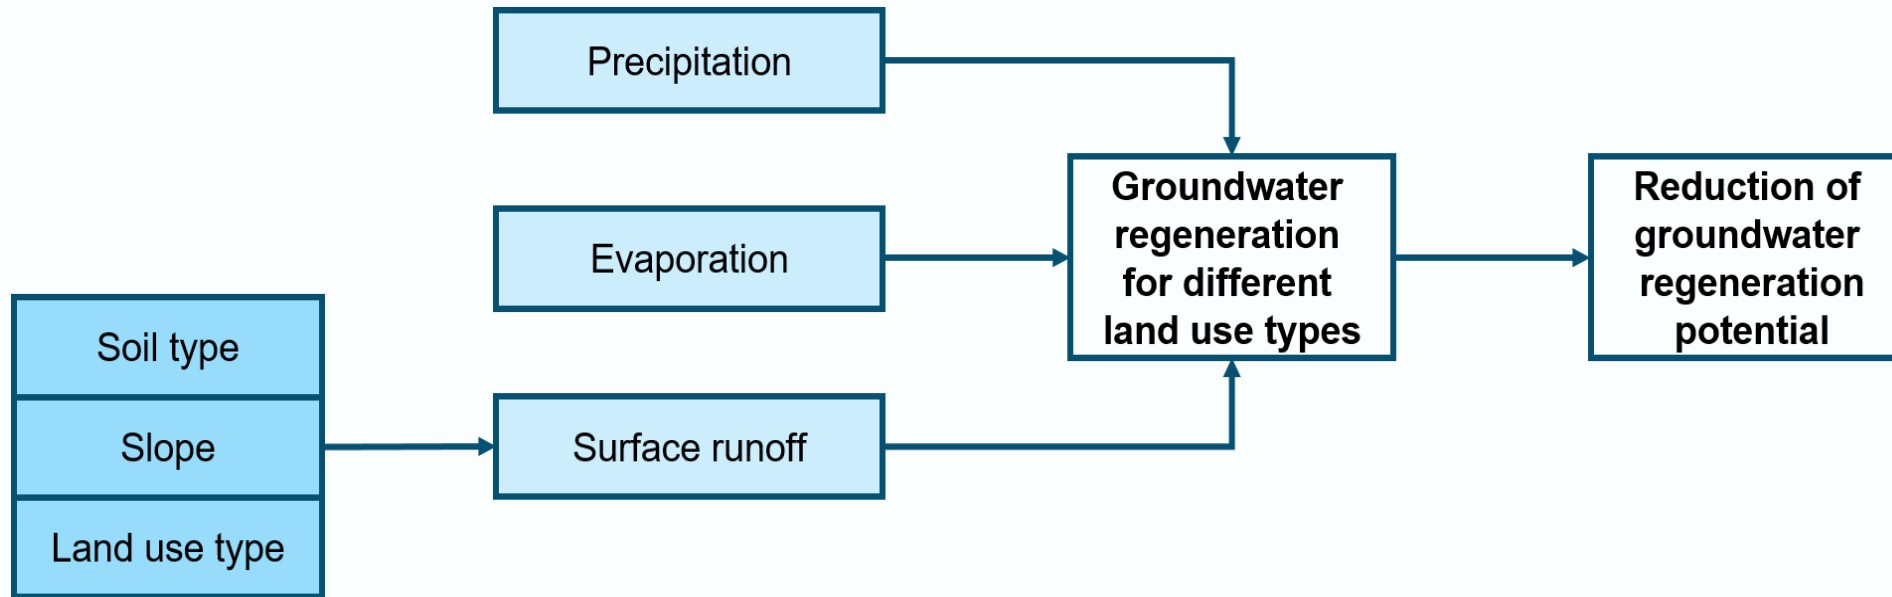 Precipitation
Evaporation
Soil type
Slope
Land use type
Surface runoff
Groundwater
regeneration
for different
land use types
Reduction of
groundwater
regeneration
potential